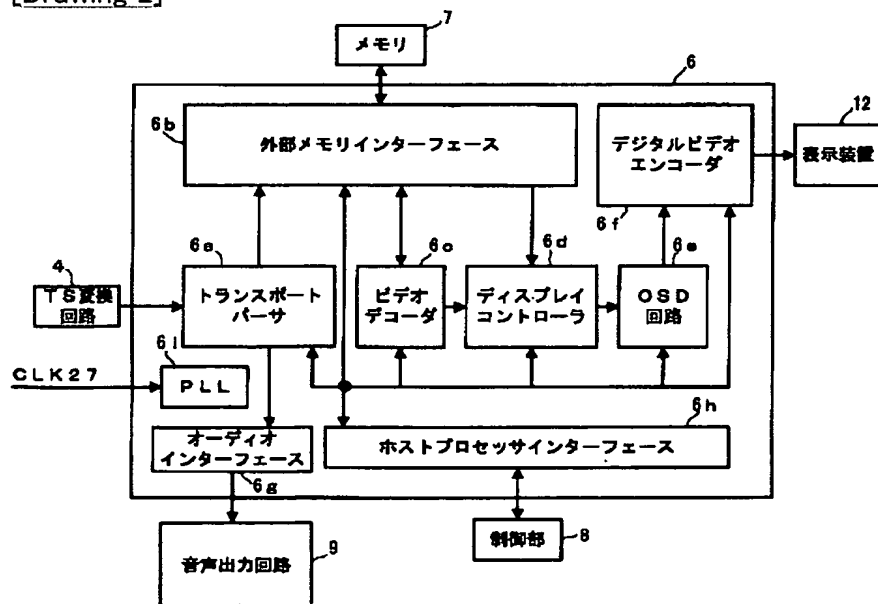 メモリ
7
6
6b
外部メモリインターフェース
デジタルビデオ
エンコーダ
12
表示装置
6f
6a
6c
6d
6e
4
TS変換
回路
トランスポート
パーサ
ビデオ
デコーダ
ディスプレイ
コントローラ
OSD
回路
6i
CLK27
PLL
6h
オーディオ
インターフェース
ホストプロセッサインターフェース
6g
音声出力回路
9
制御部
8